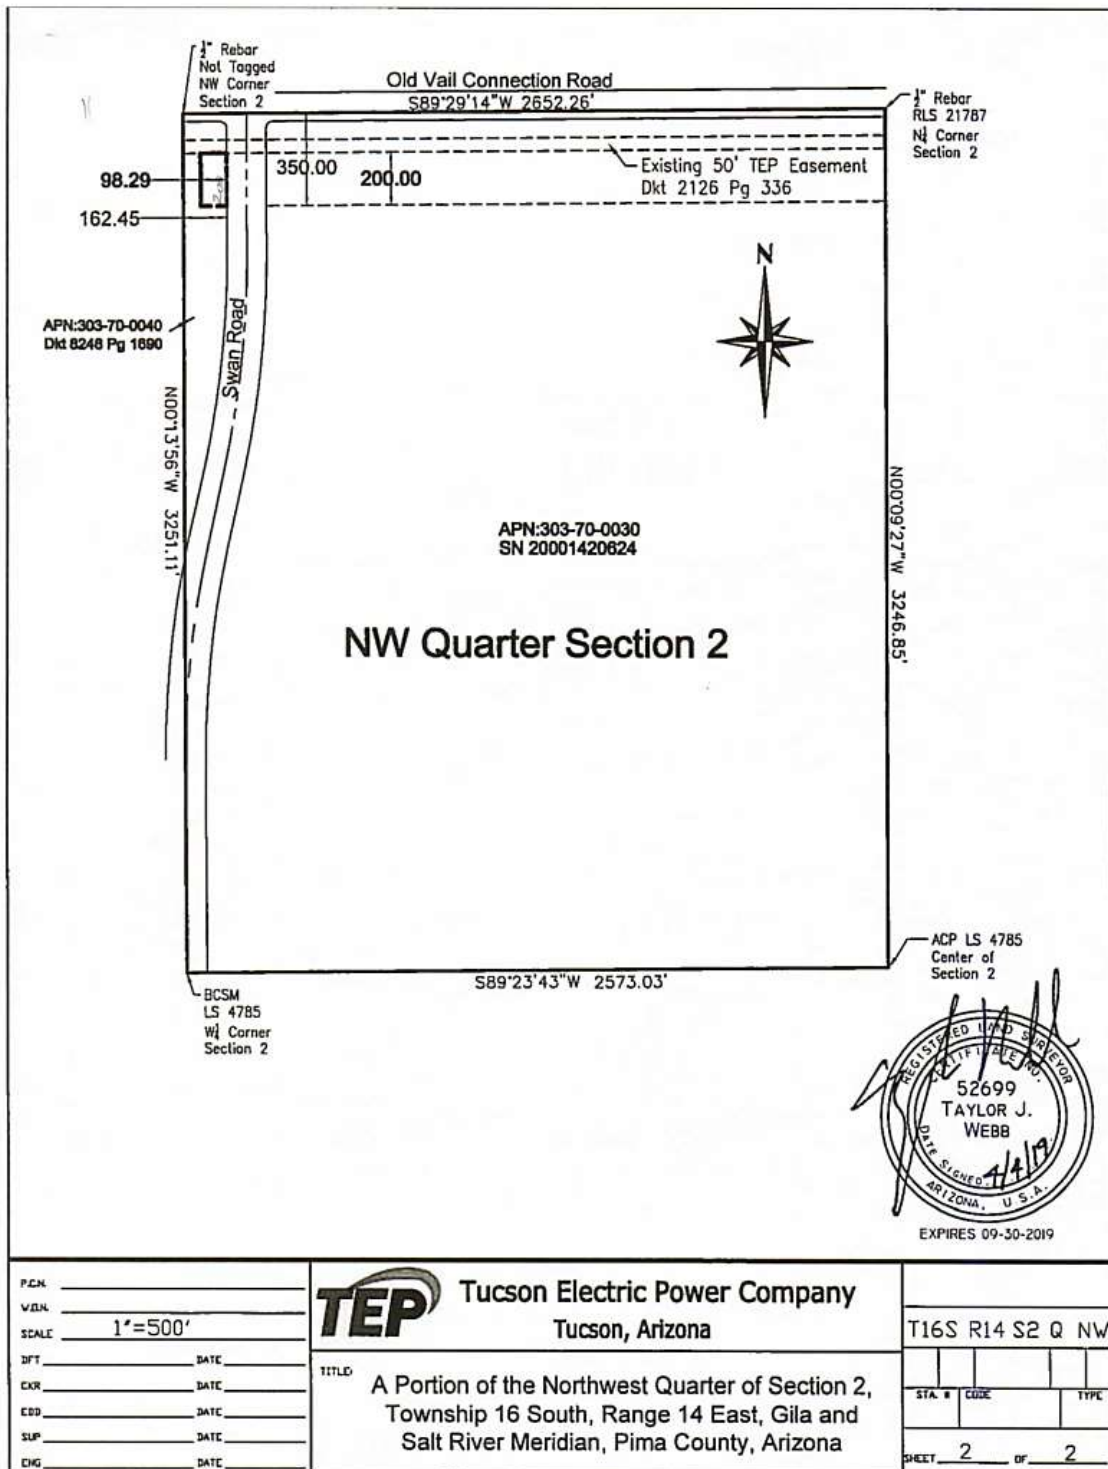 ½" Rebar
Not Tagged
NW Corner
Section 2
Old Vail Connection Road
S89°29'14"W 2652.26'
½" Rebar
RLS 21787
N¼ Corner
Section 2
Existing 50' TEP Easement
Dkt 2126 Pg 336
350.00
200.00
98.29
162.45
N
APN:303-70-0040
Dkt 8248 Pg 1690
Swan Road
N00°13'56"W 3251.11'
N00°09'27"W 3246.85'
APN:303-70-0030
SN 20001420624
NW Quarter Section 2
ACP LS 4785
Center of
Section 2
S89°23'43"W 2573.03'
BCSM
LS 4785
W¼ Corner
Section 2
REGISTERED LAND SURVEYOR
CERTIFICATE NO.
52699
TAYLOR J.
WEBB
DATE SIGNED 4/4/19
ARIZONA, U.S.A.
EXPIRES 09-30-2019
P.C.N.
W.O.N.
SCALE 1"=500'
DFT DATE
CKR DATE
EDD DATE
SUP DATE
ENG DATE
TEP
Tucson Electric Power Company
Tucson, Arizona
TITLE:
A Portion of the Northwest Quarter of Section 2,
Township 16 South, Range 14 East, Gila and
Salt River Meridian, Pima County, Arizona
T16S R14 S2 Q NW
STA. # CODE TYPE
SHEET 2 OF 2